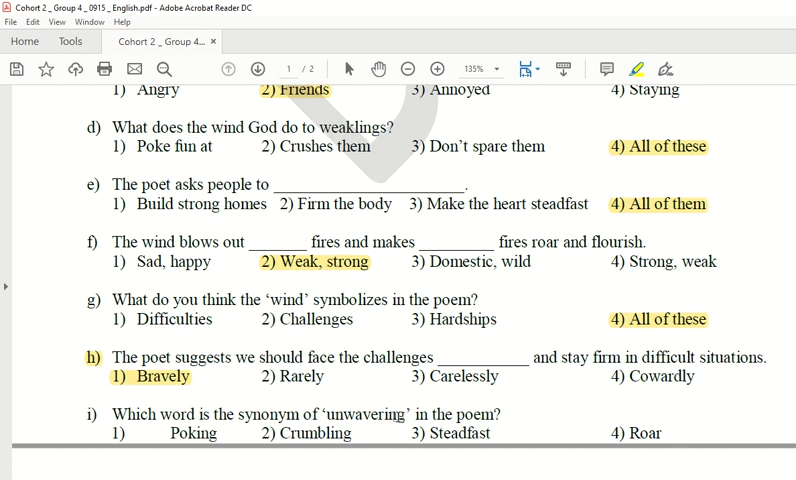 Cohort 2 _ Group 4 _ 0915 _ English.pdf - Adobe Acrobat Reader DC
File Edit View Window Help
Home Tools Cohort 2 _ Group 4... ×
1 / 2 135%
1) Angry 2) Friends 3) Annoyed 4) Staying
d) What does the wind God do to weaklings?
1) Poke fun at 2) Crushes them 3) Don't spare them 4) All of these
e) The poet asks people to ______________________.
1) Build strong homes 2) Firm the body 3) Make the heart steadfast 4) All of them
f) The wind blows out _______ fires and makes _________ fires roar and flourish.
1) Sad, happy 2) Weak, strong 3) Domestic, wild 4) Strong, weak
g) What do you think the ‘wind’ symbolizes in the poem?
1) Difficulties 2) Challenges 3) Hardships 4) All of these
h) The poet suggests we should face the challenges ___________ and stay firm in difficult situations.
1) Bravely 2) Rarely 3) Carelessly 4) Cowardly
i) Which word is the synonym of ‘unwavering’ in the poem?
1) Poking 2) Crumbling 3) Steadfast 4) Roar